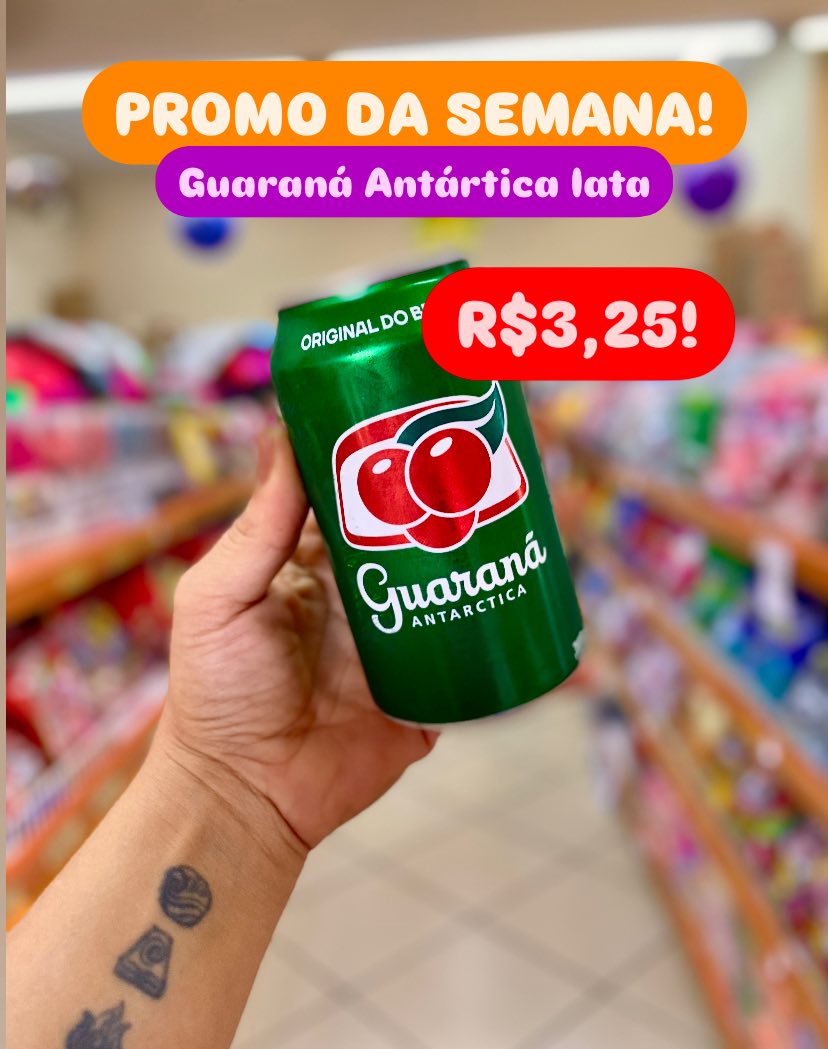 PROMO DA SEMANA!
Guaraná Antártica lata
R$3,25!
ORIGINAL DO
Guaraná
ANTARCTICA